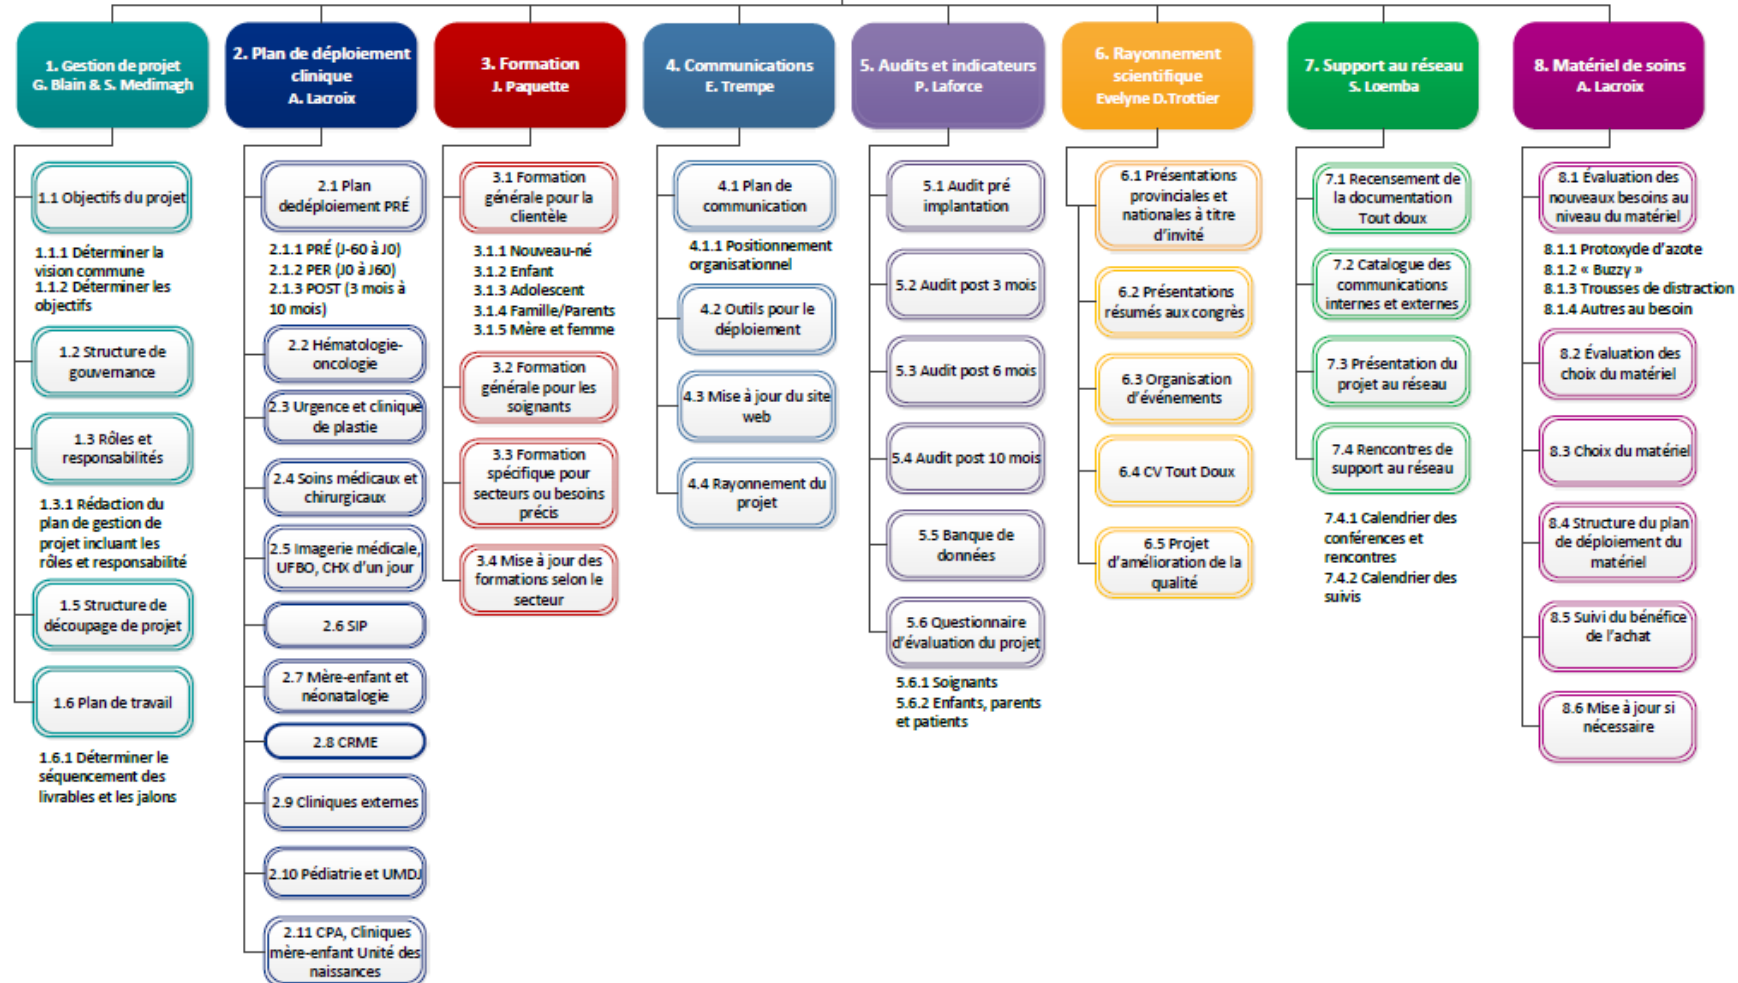 1. Gestion de projet
G. Blain & S. Medimagh
1.1 Objectifs du projet
1.1.1 Déterminer la
vision commune
1.1.2 Déterminer les
objectifs
1.2 Structure de
gouvernance
1.3 Rôles et
responsabilités
1.3.1 Rédaction du
plan de gestion de
projet incluant les
rôles et responsabilité
1.5 Structure de
découpage de projet
1.6 Plan de travail
1.6.1 Déterminer le
séquencement des
livrables et les jalons
2. Plan de déploiement
clinique
A. Lacroix
2.1 Plan
dedéploiement PRÉ
2.1.1 PRÉ (J-60 à J0)
2.1.2 PER (J0 à J60)
2.1.3 POST (3 mois à
10 mois)
2.2 Hématologie-
oncologie
2.3 Urgence et clinique
de plastie
2.4 Soins médicaux et
chirurgicaux
2.5 Imagerie médicale,
UFBO, CHX d'un jour
2.6 SIP
2.7 Mère-enfant et
néonatalogie
2.8 CRME
2.9 Cliniques externes
2.10 Pédiatrie et UMDJ
2.11 CPA, Cliniques
mère-enfant Unité des
naissances
3. Formation
J. Paquette
3.1 Formation
générale pour la
clientèle
3.1.1 Nouveau-né
3.1.2 Enfant
3.1.3 Adolescent
3.1.4 Famille/Parents
3.1.5 Mère et femme
3.2 Formation
générale pour les
soignants
3.3 Formation
spécifique pour
secteurs ou besoins
précis
3.4 Mise à jour des
formations selon le
secteur
4. Communications
E. Trempe
4.1 Plan de
communication
4.1.1 Positionnement
organisationnel
4.2 Outils pour le
déploiement
4.3 Mise à jour du site
web
4.4 Rayonnement du
projet
5. Audits et indicateurs
P. Laforce
5.1 Audit pré
implantation
5.2 Audit post 3 mois
5.3 Audit post 6 mois
5.4 Audit post 10 mois
5.5 Banque de
données
5.6 Questionnaire
d'évaluation du projet
5.6.1 Soignants
5.6.2 Enfants, parents
et patients
6. Rayonnement
scientifique
Evelyne D.Trottier
6.1 Présentations
provinciales et
nationales à titre
d'invité
6.2 Présentations
résumés aux congrès
6.3 Organisation
d'événements
6.4 CV Tout Doux
6.5 Projet
d'amélioration de la
qualité
7. Support au réseau
S. Loemba
7.1 Recensement de
la documentation
Tout doux
7.2 Catalogue des
communications
internes et externes
7.3 Présentation du
projet au réseau
7.4 Rencontres de
support au réseau
7.4.1 Calendrier des
conférences et
rencontres
7.4.2 Calendrier des
suivis
8. Matériel de soins
A. Lacroix
8.1 Évaluation des
nouveaux besoins au
niveau du matériel
8.1.1 Protoxyde d'azote
8.1.2 « Buzzy »
8.1.3 Trousses de distraction
8.1.4 Autres au besoin
8.2 Évaluation des
choix du matériel
8.3 Choix du matériel
8.4 Structure du plan
de déploiement du
matériel
8.5 Suivi du bénéfice
de l'achat
8.6 Mise à jour si
nécessaire